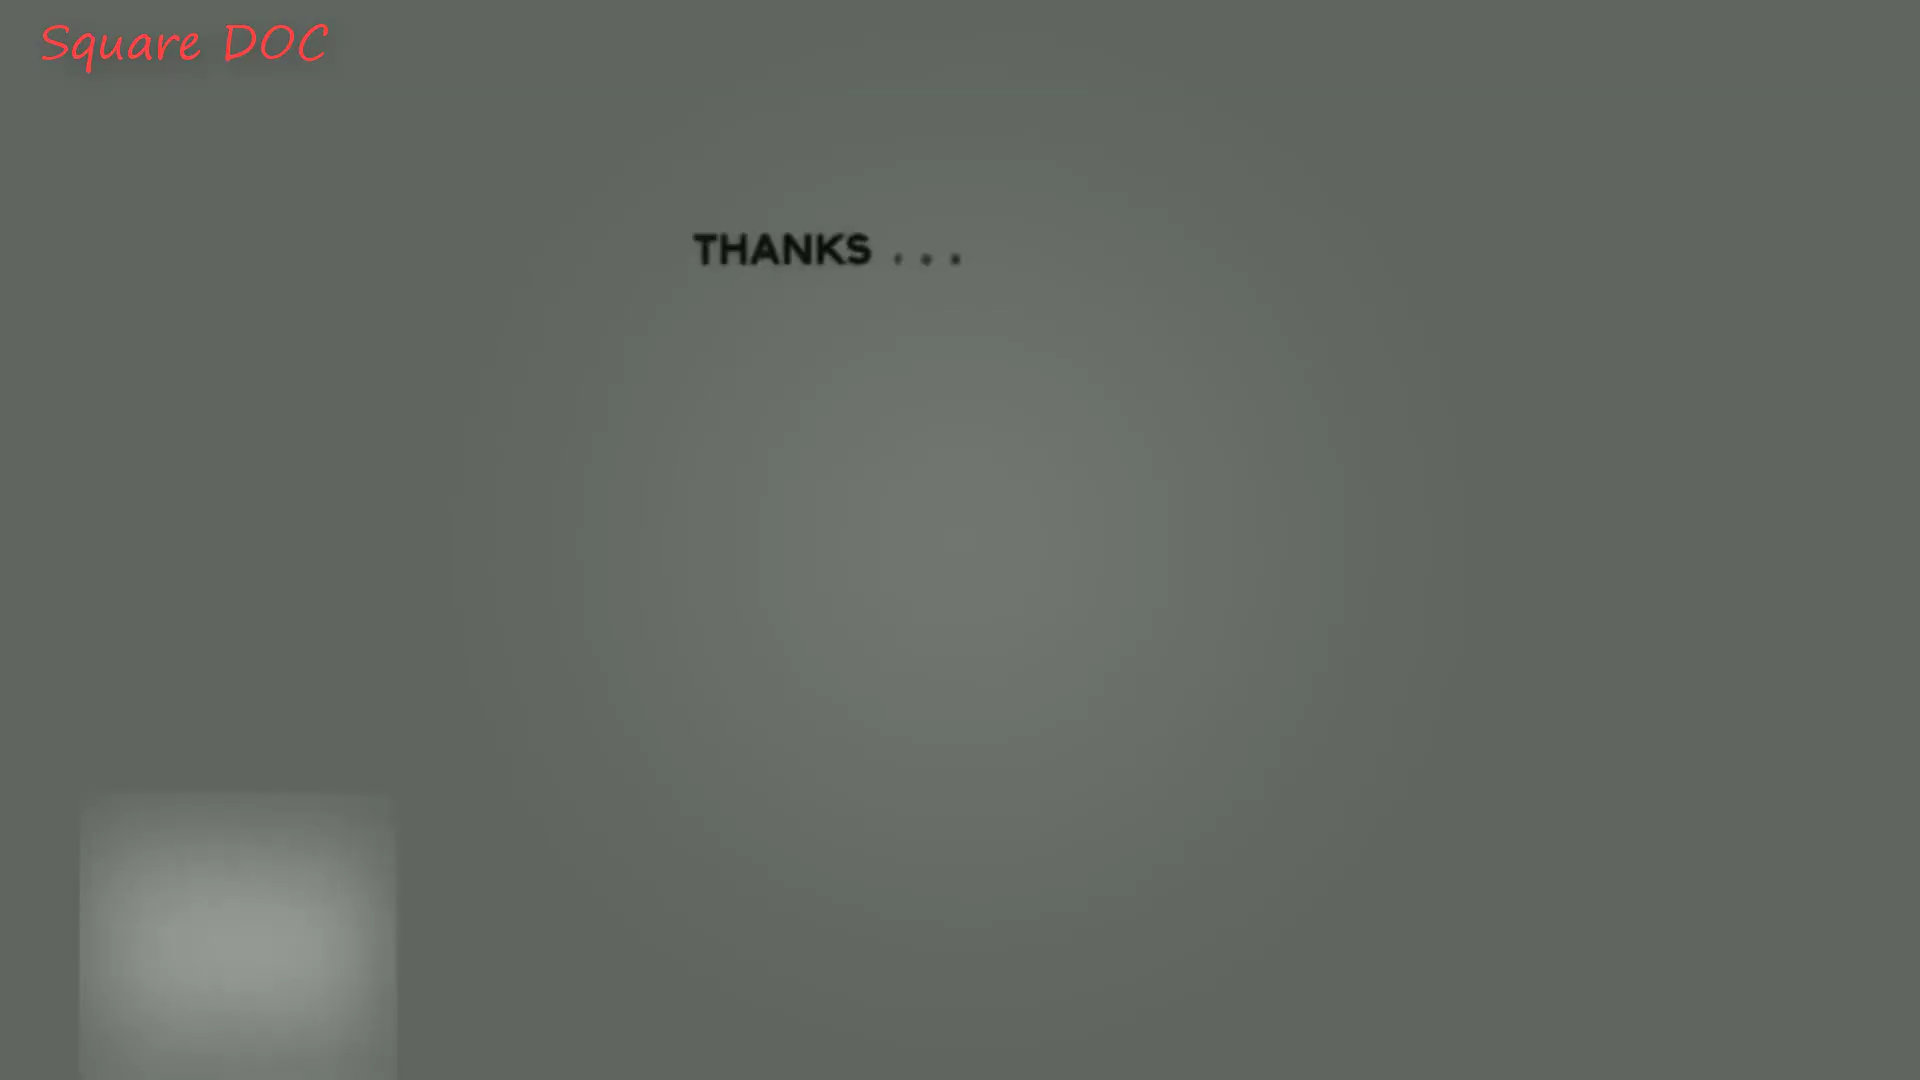 Square DOC
THANKS . . .